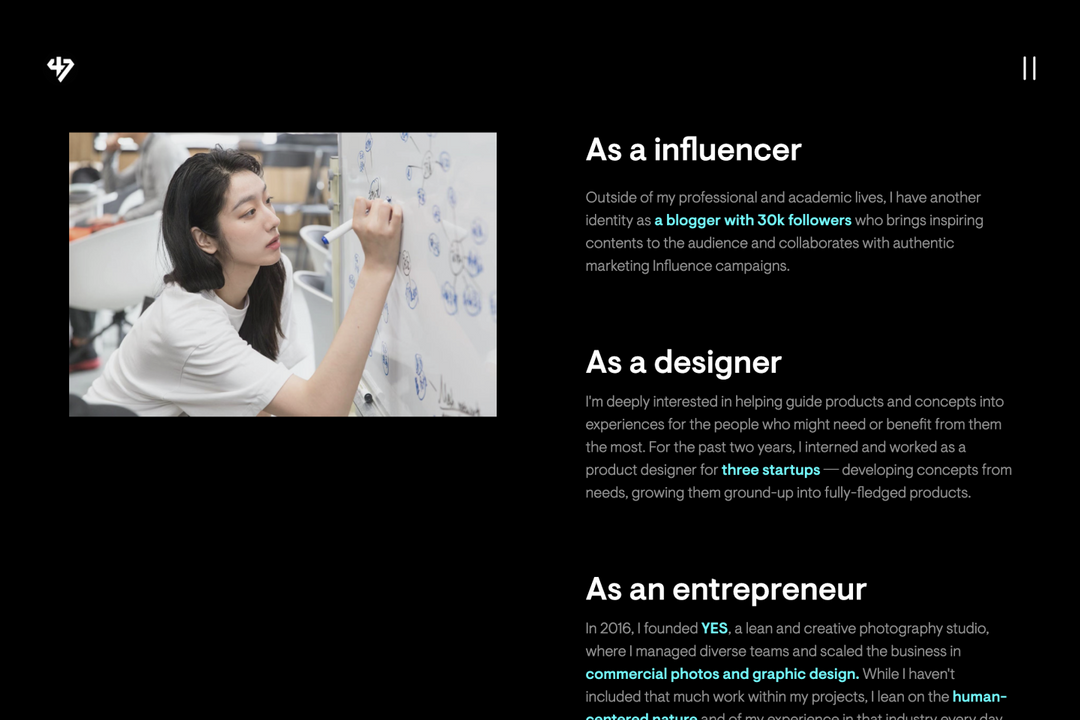 As a influencer
Outside of my professional and academic lives, I have another
identity as a blogger with 30k followers who brings inspiring
contents to the audience and collaborates with authentic
marketing Influence campaigns.
As a designer
I'm deeply interested in helping guide products and concepts into
experiences for the people who might need or benefit from them
the most. For the past two years, I interned and worked as a
product designer for three startups — developing concepts from
needs, growing them ground-up into fully-fledged products.
As an entrepreneur
In 2016, I founded YES, a lean and creative photography studio,
where I managed diverse teams and scaled the business in
commercial photos and graphic design. While I haven't
included that much work within my projects, I lean on the human-
centered nature and of my experience in that industry every day